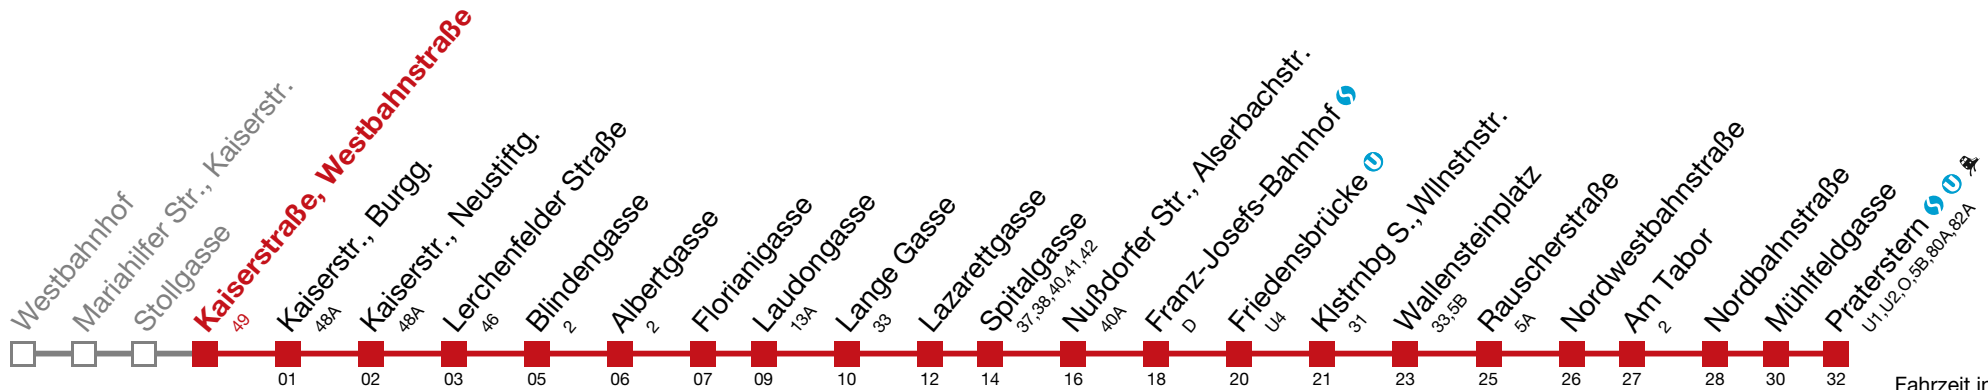 Westbahnhof
Mariahilfer Str., Kaiserstr.
Stollgasse
Kaiserstraße, Westbahnstraße
49
Kaiserstr., Burgg.
48A
Kaiserstr., Neustiftg.
48A
Lerchenfelder Straße
46
Blindengasse
2
Albertgasse
2
Florianigasse
Laudongasse
13A
Lange Gasse
33
Lazarettgasse
Spitalgasse
37,38,40,41,42
Nußdorfer Str., Alserbachstr.
40A
Franz-Josefs-Bahnhof S
D
Friedensbrücke U
U4
Klstrnbg S., Wllnstnstr.
31
Wallensteinplatz
33,5B
Rauscherstraße
5A
Nordwestbahnstraße
Am Tabor
2
Nordbahnstraße
Mühlfeldgasse
Praterstern S U
U1,U2,O,5B,80A,82A
01 02 03 05 06 07 09 10 12 14 16 18 20 21 23 25 26 27 28 30 32
Fahrzeit